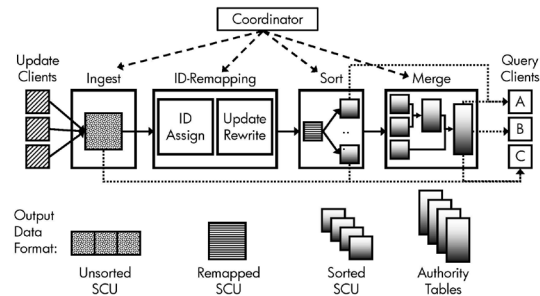 Coordinator
Update
Clients
Ingest
ID-Remapping
Sort
Merge
Query
Clients
ID
Assign
Update
Rewrite
..
..
A
B
C
Output
Data
Format:
Unsorted
SCU
Remapped
SCU
Sorted
SCU
Authority
Tables